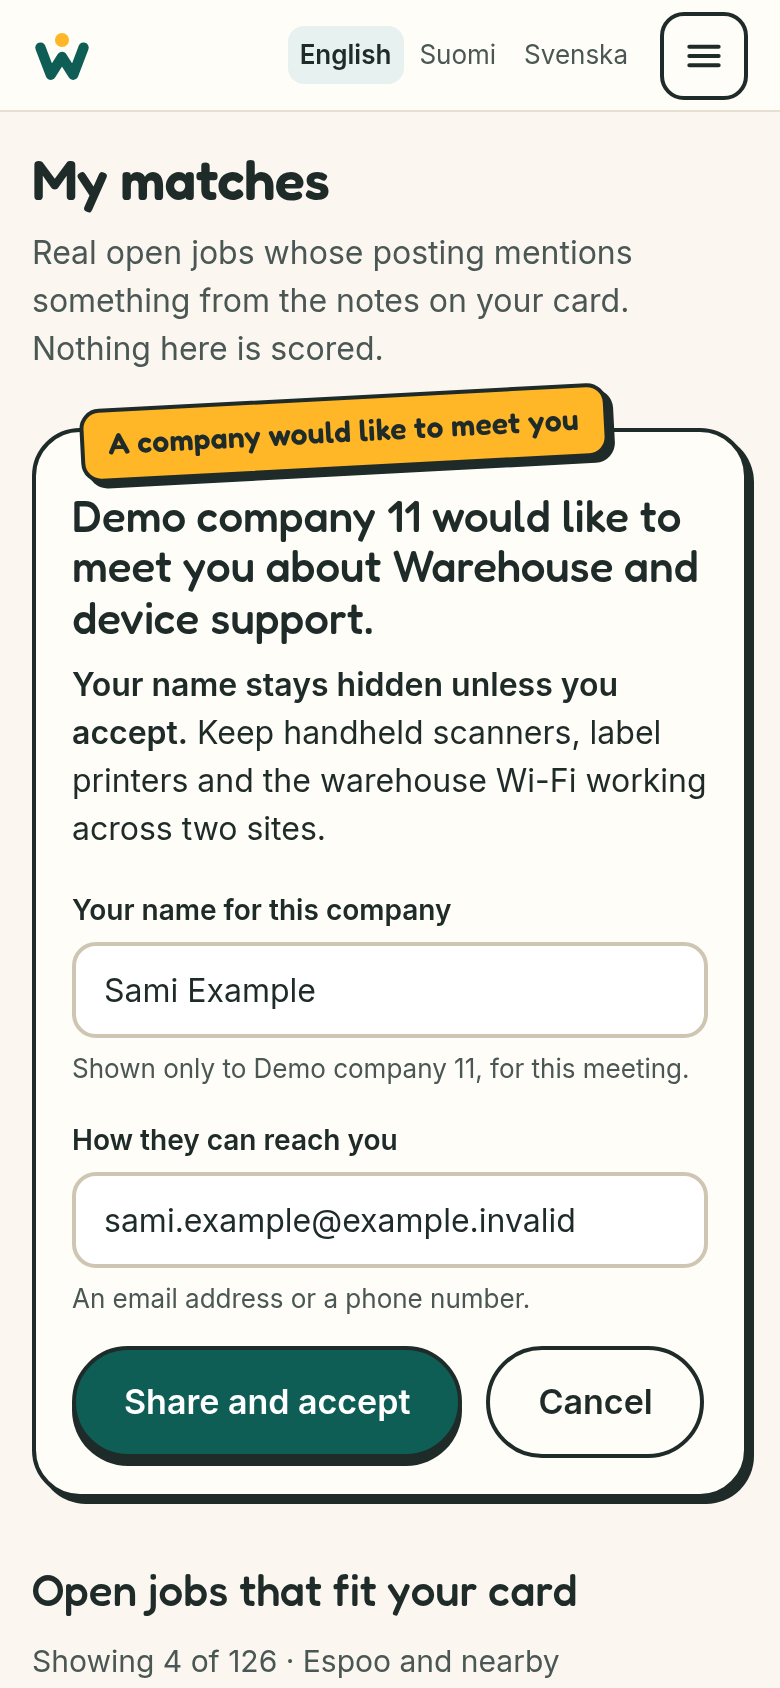 English Suomi Svenska
My matches
Real open jobs whose posting mentions
something from the notes on your card.
Nothing here is scored.
A company would like to meet you
Demo company 11 would like to
meet you about Warehouse and
device support.
Your name stays hidden unless you
accept. Keep handheld scanners, label
printers and the warehouse Wi-Fi working
across two sites.
Your name for this company
Sami Example
Shown only to Demo company 11, for this meeting.
How they can reach you
sami.example@example.invalid
An email address or a phone number.
Share and accept Cancel
Open jobs that fit your card
Showing 4 of 126 · Espoo and nearby